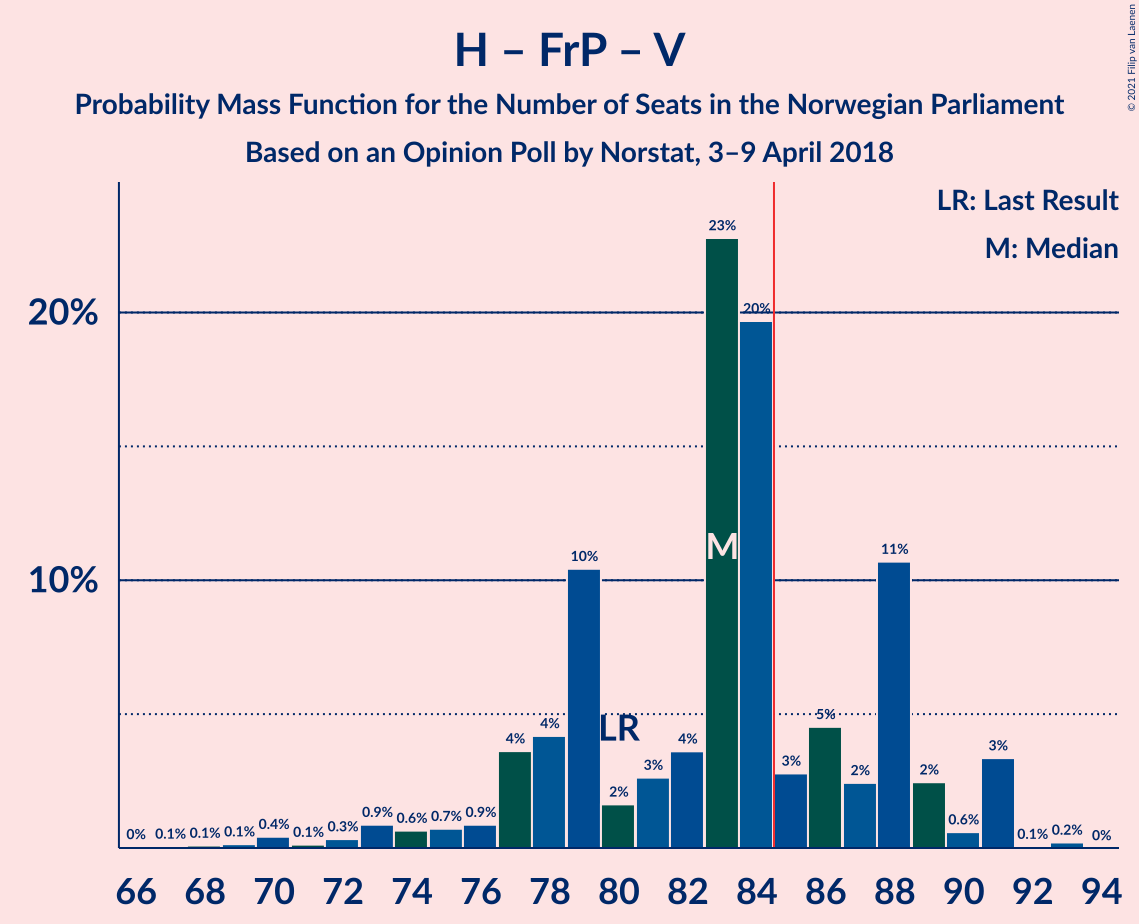 H – FrP – V
Probability Mass Function for the Number of Seats in the Norwegian Parliament
Based on an Opinion Poll by Norstat, 3–9 April 2018
© 2021 Filip van Laenen
LR: Last Result
M: Median
20%
10%
0% 0.1% 0.1% 0.1% 0.4% 0.1% 0.3% 0.9% 0.6% 0.7% 0.9% 4% 4% 10% 2% 3% 4% 23% 20% 3% 5% 2% 11% 2% 0.6% 3% 0.1% 0.2% 0%
LR
M
66 68 70 72 74 76 78 80 82 84 86 88 90 92 94